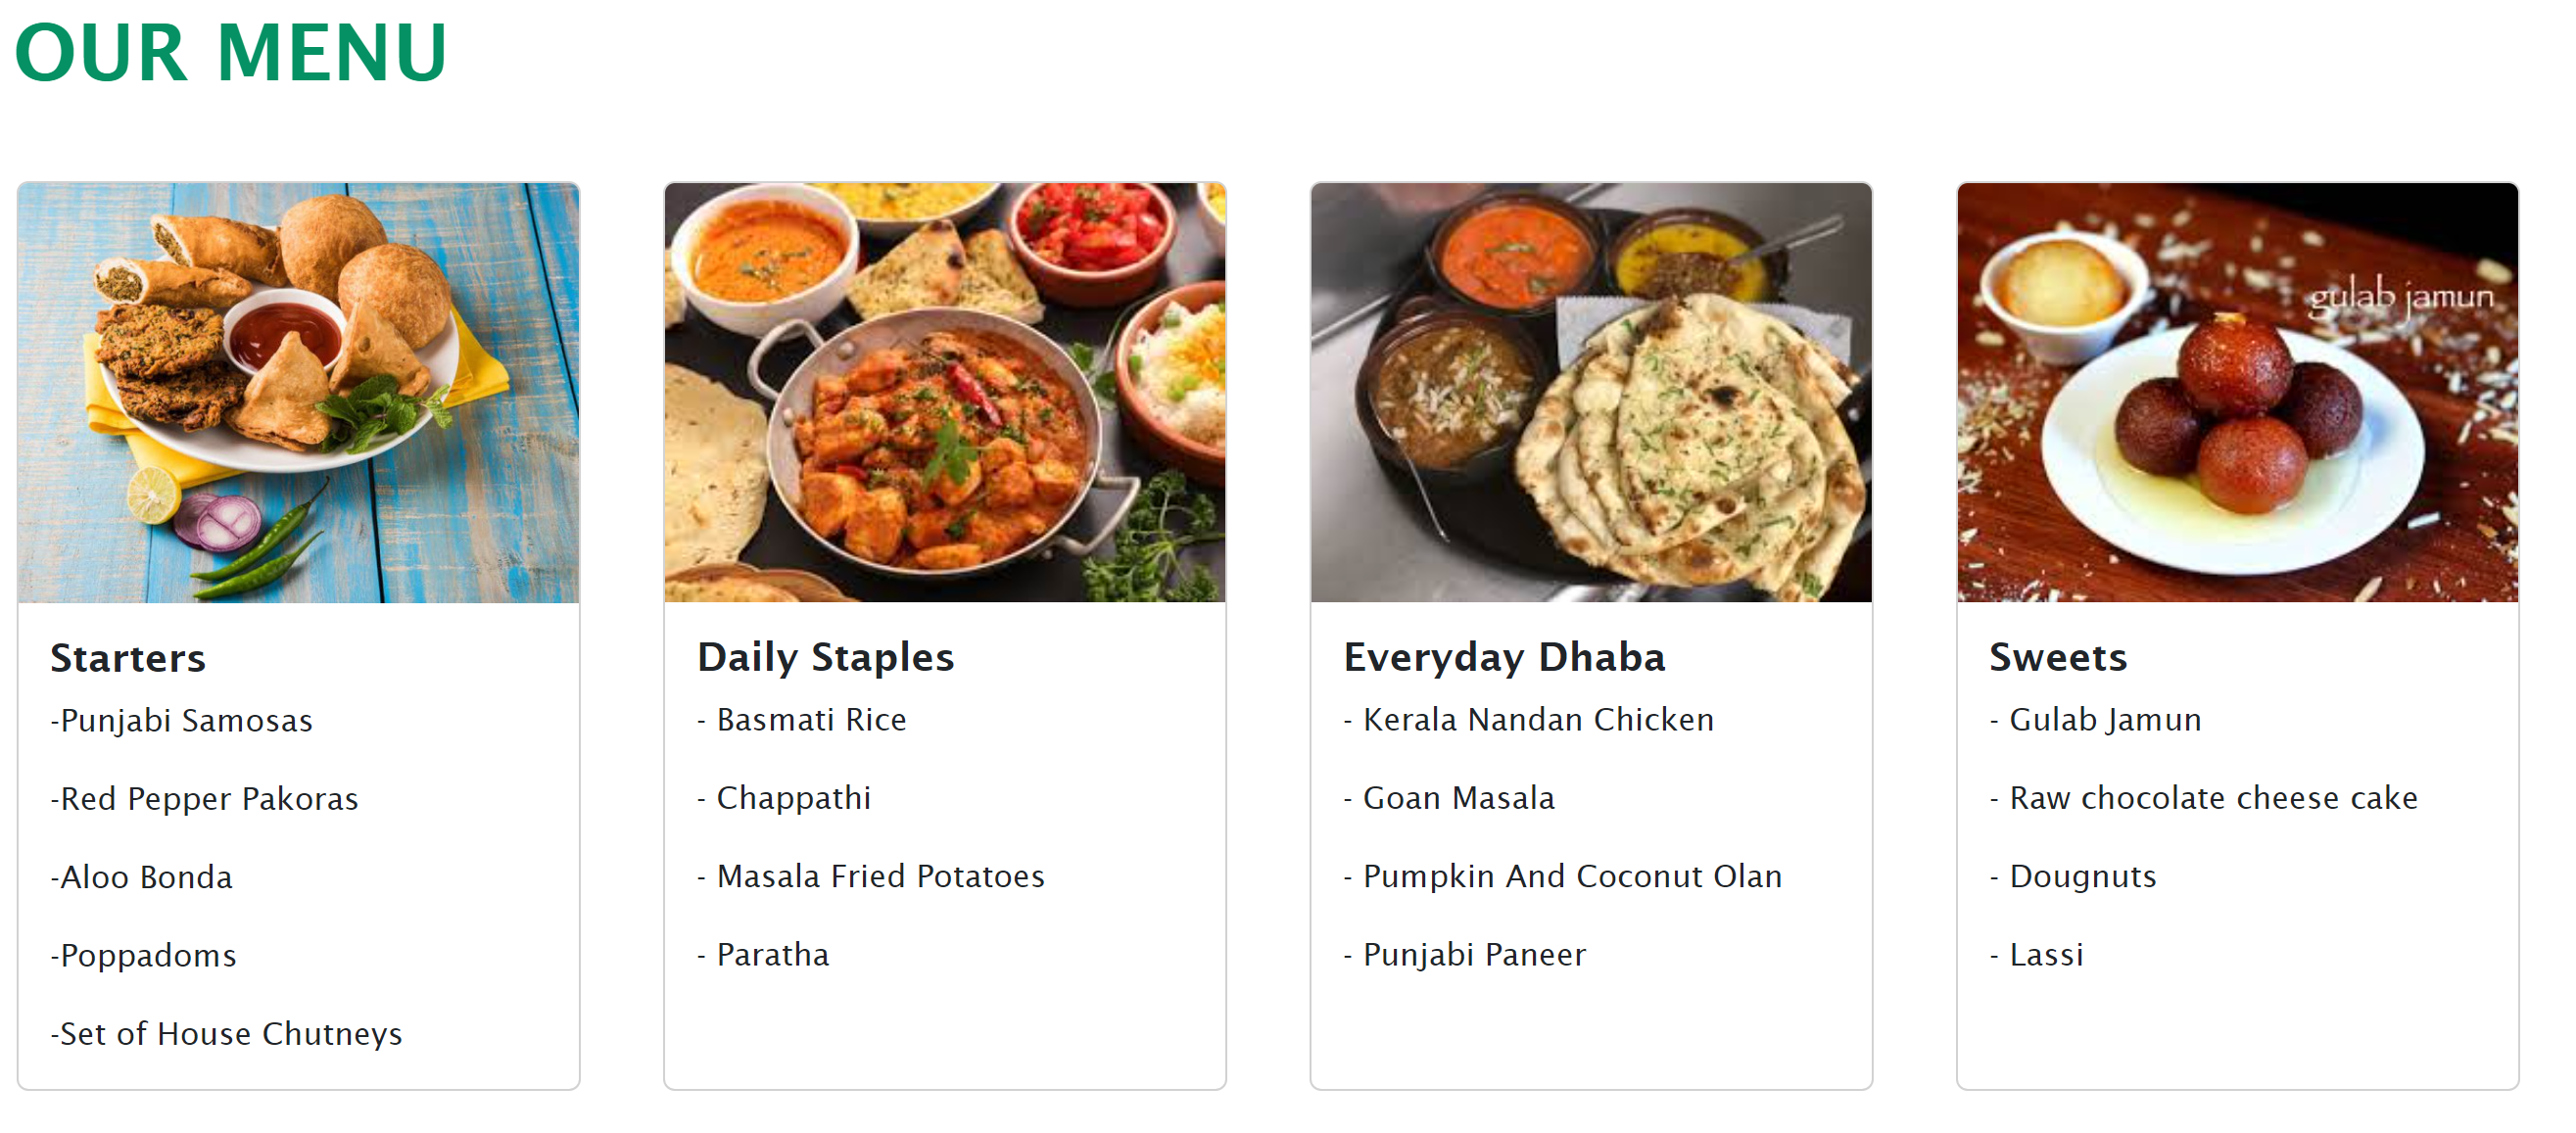 OUR MENU
gulab jamun
Starters
-Punjabi Samosas
-Red Pepper Pakoras
-Aloo Bonda
-Poppadoms
-Set of House Chutneys
Daily Staples
- Basmati Rice
- Chappathi
- Masala Fried Potatoes
- Paratha
Everyday Dhaba
- Kerala Nandan Chicken
- Goan Masala
- Pumpkin And Coconut Olan
- Punjabi Paneer
Sweets
- Gulab Jamun
- Raw chocolate cheese cake
- Dougnuts
- Lassi